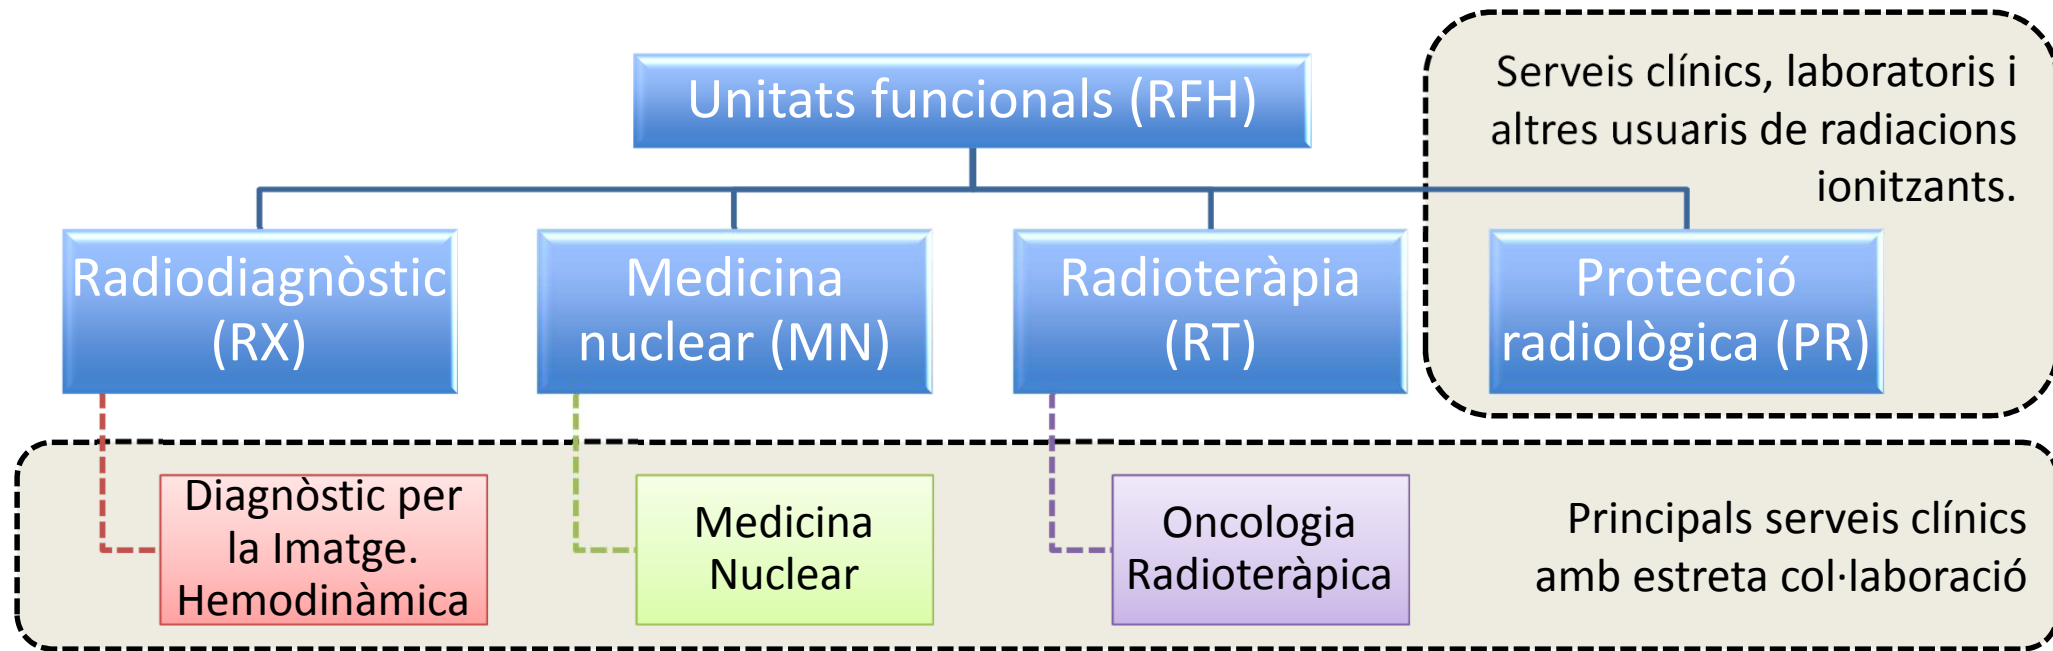 Unitats funcionals (RFH)
Serveis clínics, laboratoris i
altres usuaris de radiacions
ionitzants.
Radiodiagnòstic
(RX)
Medicina
nuclear (MN)
Radioteràpia
(RT)
Protecció
radiològica (PR)
Diagnòstic per
la Imatge.
Hemodinàmica
Medicina
Nuclear
Oncologia
Radioteràpica
Principals serveis clínics
amb estreta col·laboració